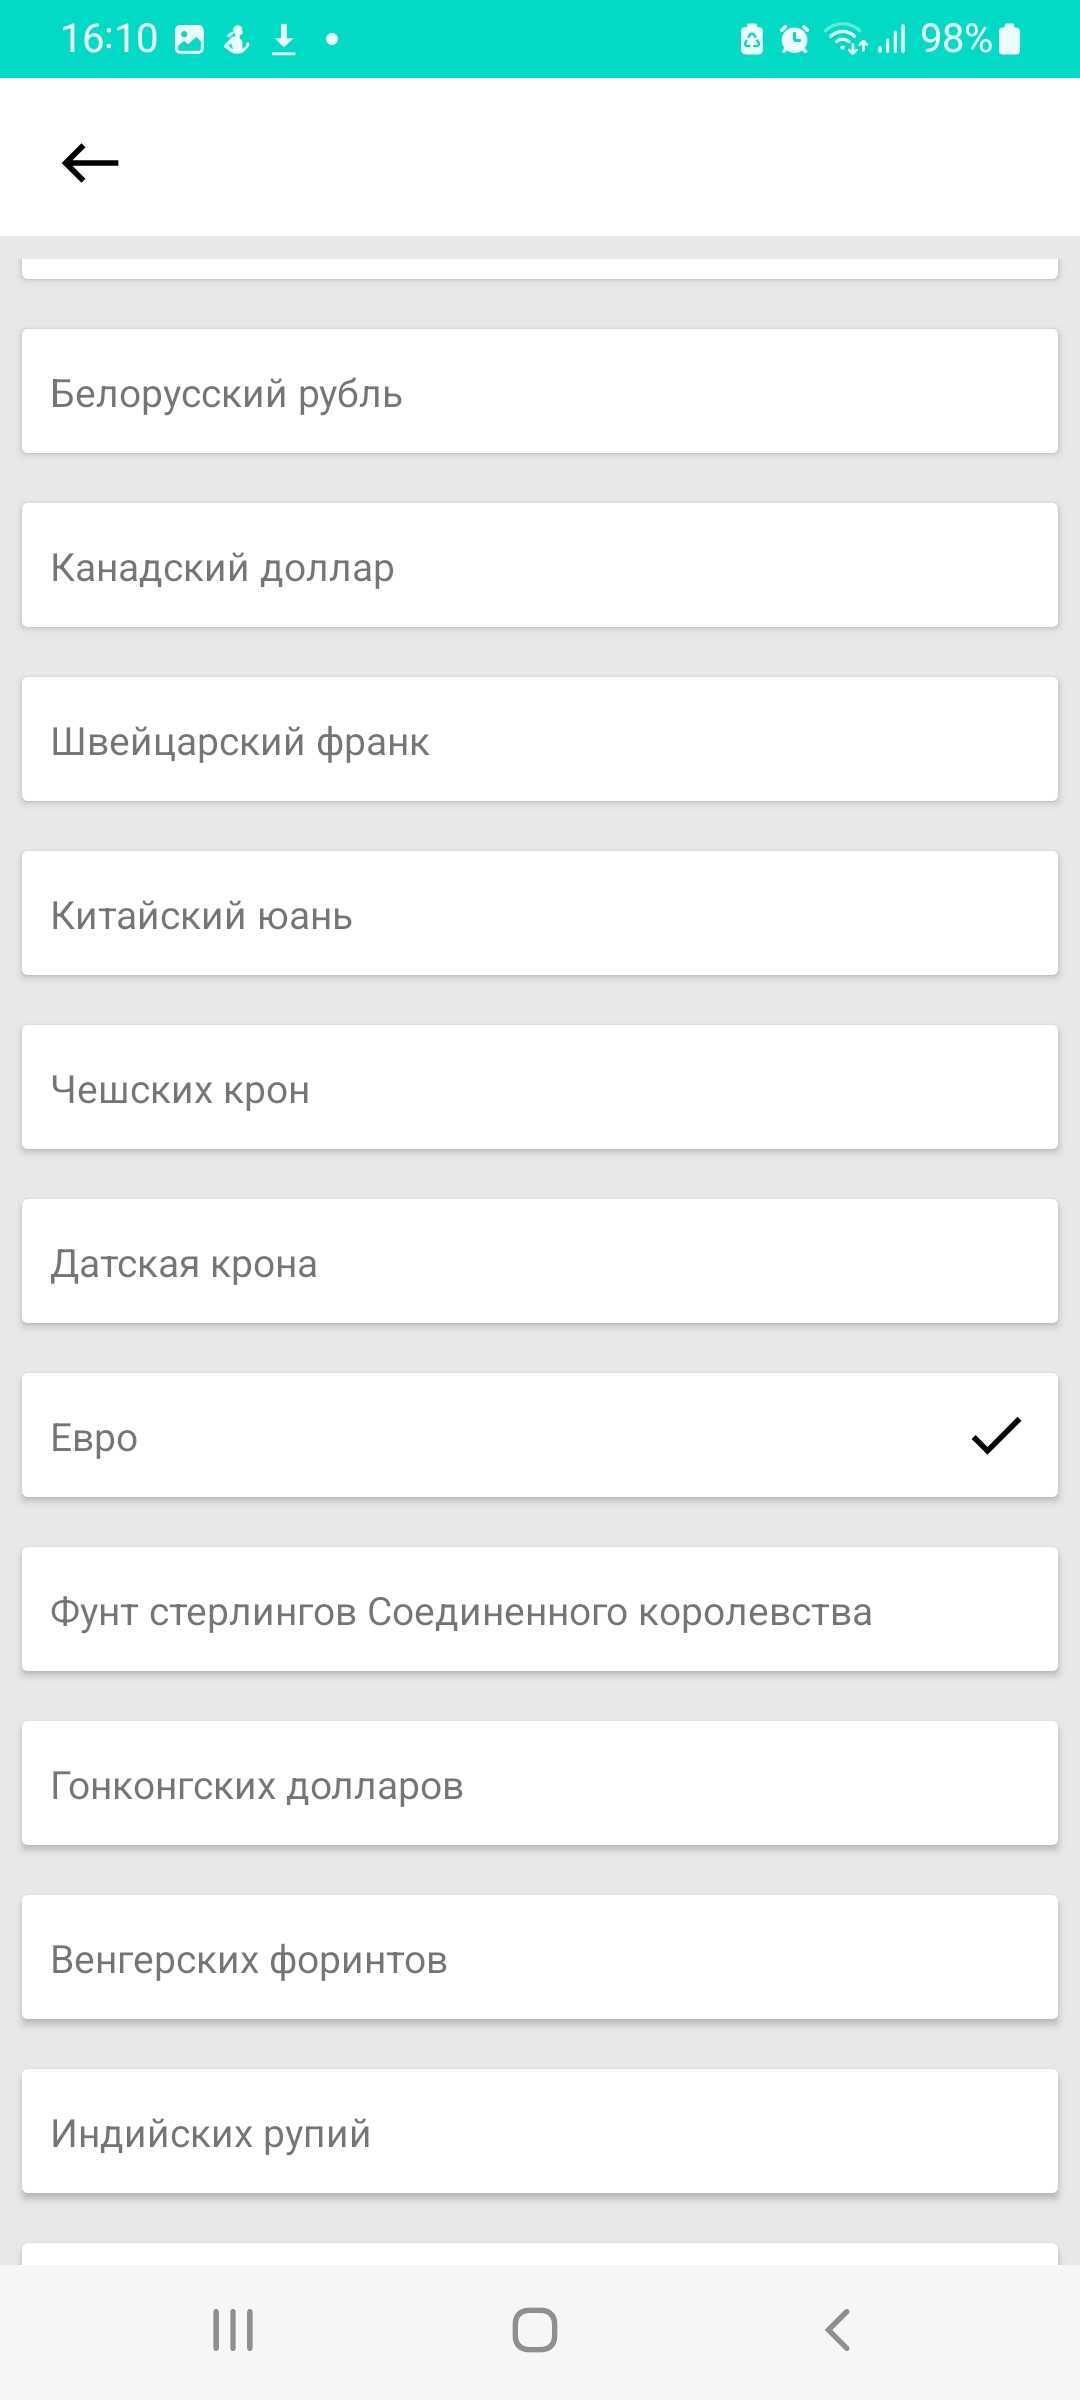 16:10 98%
Белорусский рубль
Канадский доллар
Швейцарский франк
Китайский юань
Чешских крон
Датская крона
Евро
Фунт стерлингов Соединенного королевства
Гонконгских долларов
Венгерских форинтов
Индийских рупий